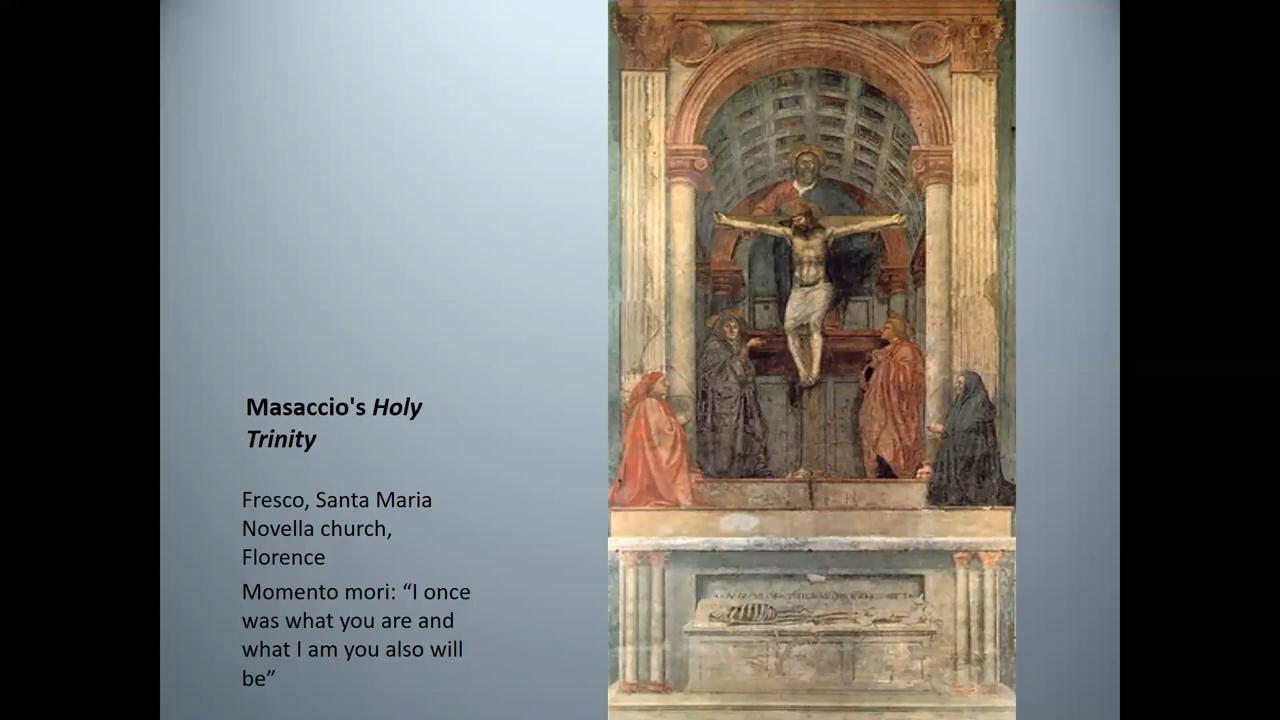 Masaccio's Holy
Trinity
Fresco, Santa Maria
Novella church,
Florence
Momento mori: “I once
was what you are and
what I am you also will
be”